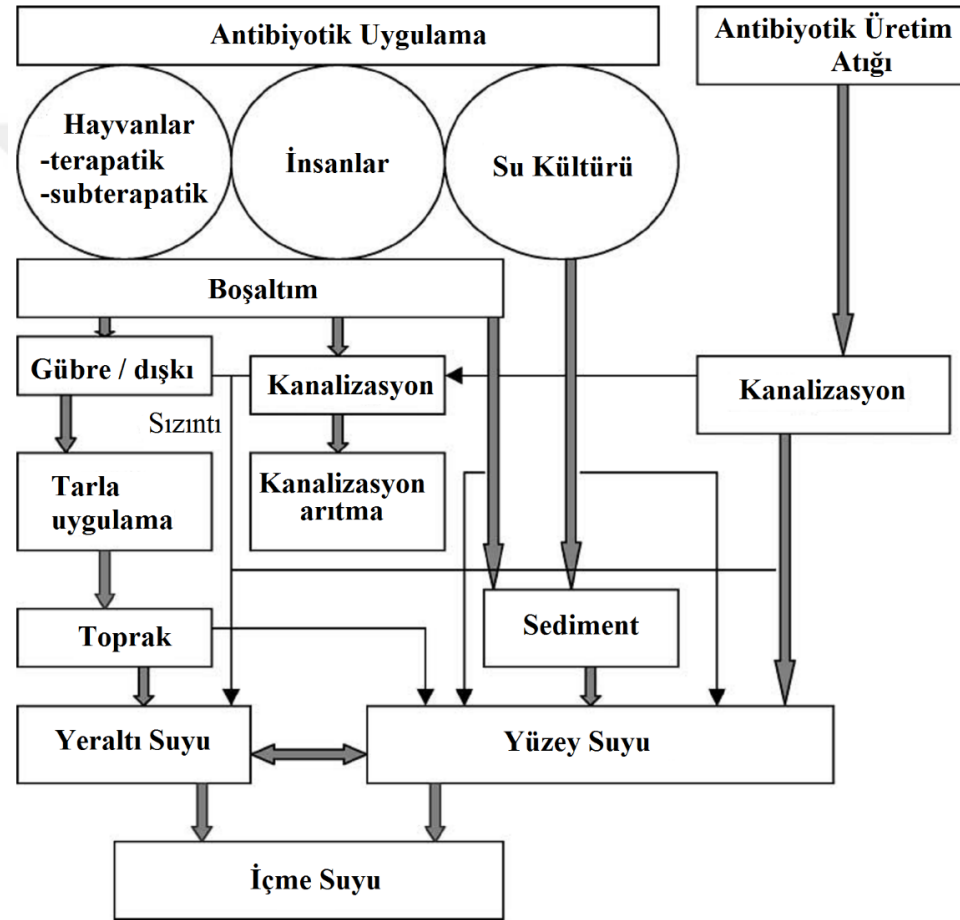 Antibiyotik Uygulama
Antibiyotik Üretim
Atığı
Hayvanlar
-terapatik
-subterapatik
İnsanlar
Su Kültürü
Boşaltım
Gübre / dışkı
Kanalizasyon
Kanalizasyon
Sızıntı
Tarla
uygulama
Kanalizasyon
arıtma
Toprak
Sediment
Yeraltı Suyu
Yüzey Suyu
İçme Suyu